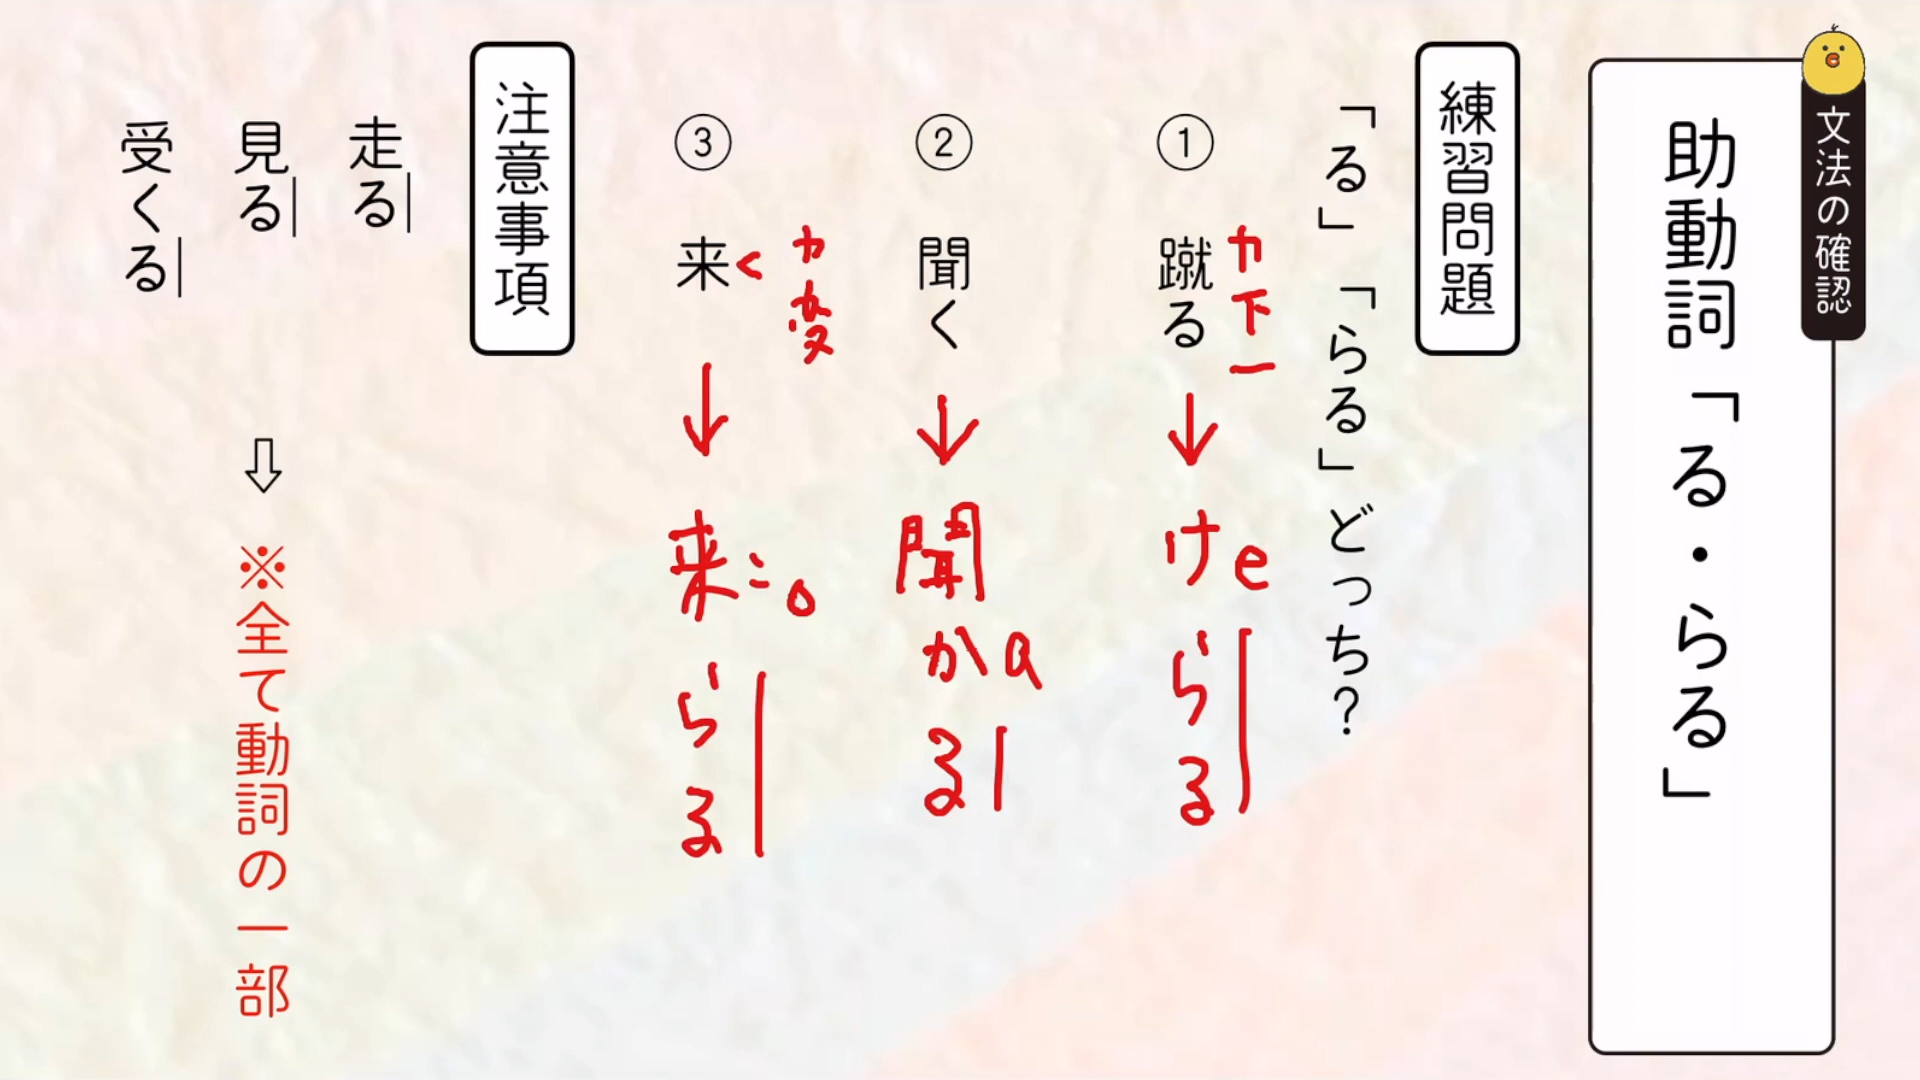 文法の確認
助動詞「る・らる」
練習問題
「る」「らる」どっち?
① 蹴る
カ下一
↓
け e
らる
② 聞く
↓
聞か a
る
③ 来
く
カ変
↓
来 こ o
らる
注意事項
走る
見る
受くる
⇩
※全て動詞の一部